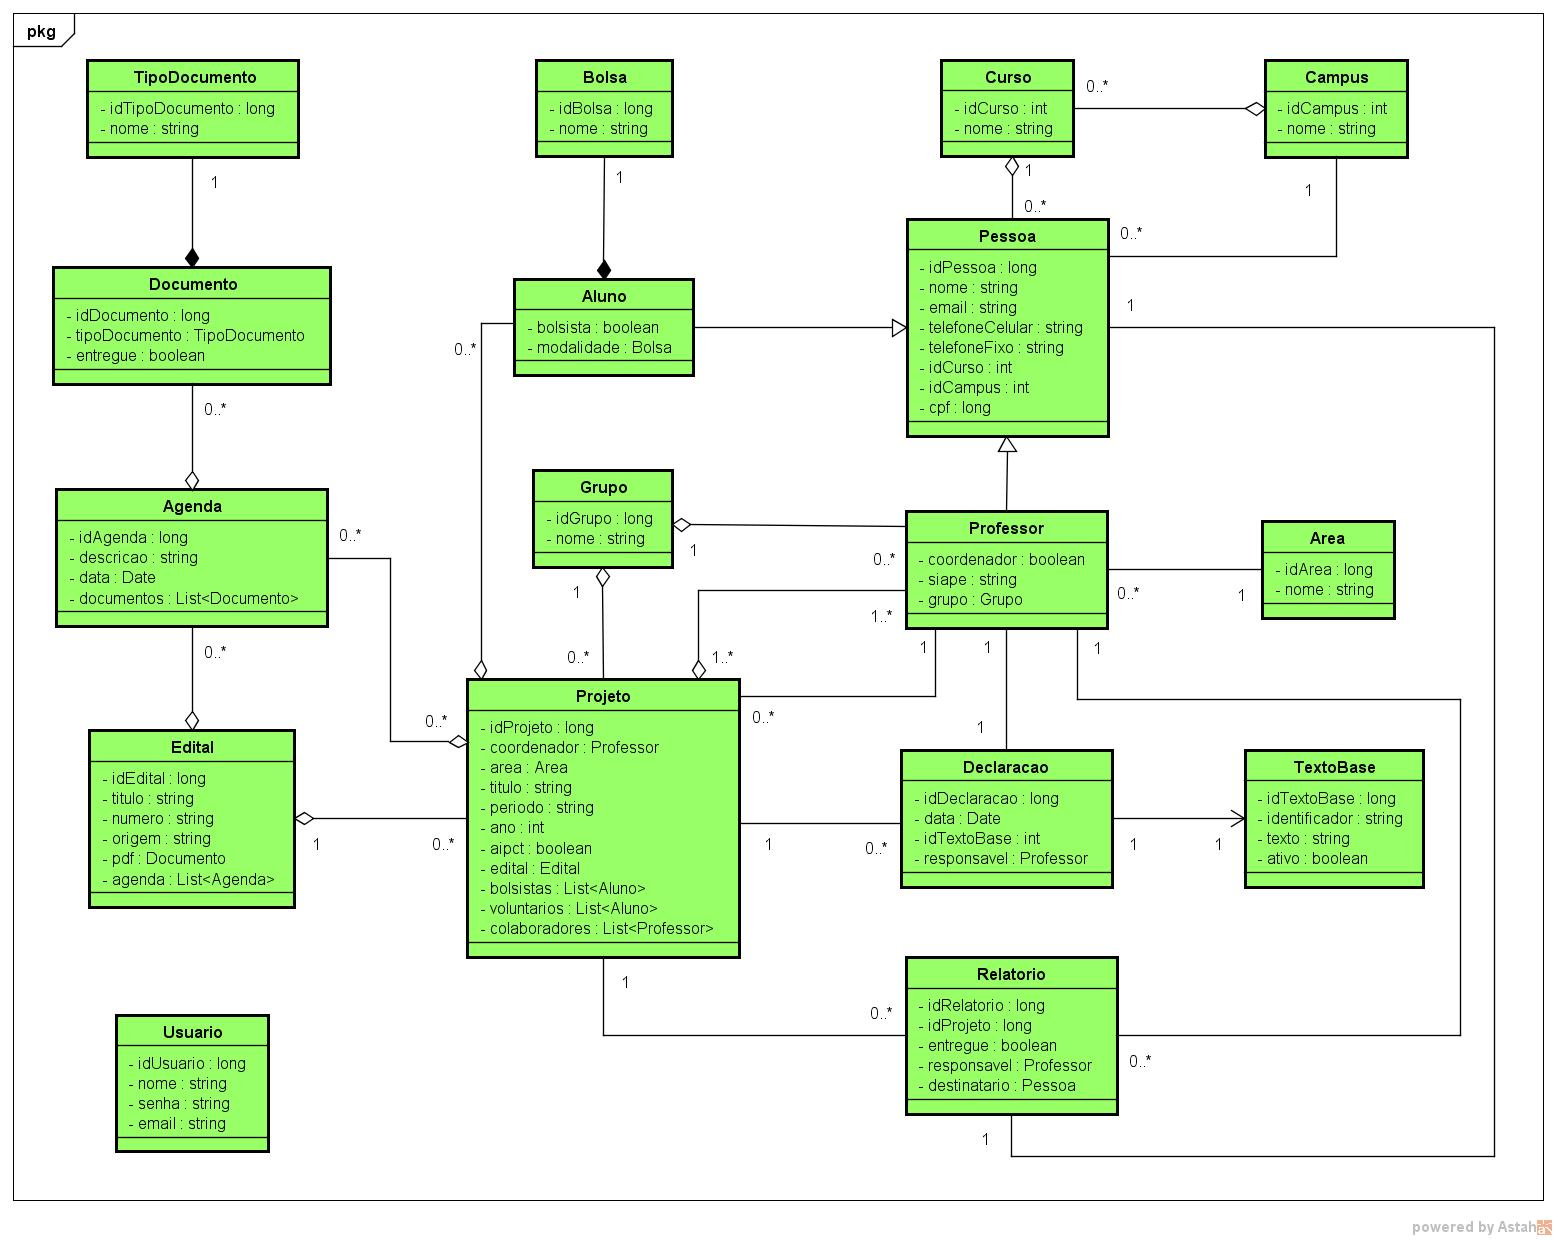 pkg
TipoDocumento
- idTipoDocumento : long
- nome : string
1
Bolsa
- idBolsa : long
- nome : string
1
Curso
- idCurso : int
- nome : string
0..*
1
0..*
Campus
- idCampus : int
- nome : string
1
Documento
- idDocumento : long
- tipoDocumento : TipoDocumento
- entregue : boolean
0..*
Aluno
- bolsista : boolean
- modalidade : Bolsa
0..*
Pessoa
- idPessoa : long
- nome : string
- email : string
- telefoneCelular : string
- telefoneFixo : string
- idCurso : int
- idCampus : int
- cpf : long
0..*
1
Agenda
- idAgenda : long
- descricao : string
- data : Date
- documentos : List<Documento>
0..*
0..*
Grupo
- idGrupo : long
- nome : string
1
1
0..*
Professor
- coordenador : boolean
- siape : string
- grupo : Grupo
0..*
1..*
1..*
0..*
1
1
1
1
Area
- idArea : long
- nome : string
Edital
- idEdital : long
- titulo : string
- numero : string
- origem : string
- pdf : Documento
- agenda : List<Agenda>
1
0..*
0..*
Projeto
- idProjeto : long
- coordenador : Professor
- area : Area
- titulo : string
- periodo : string
- ano : int
- aipct : boolean
- edital : Edital
- bolsistas : List<Aluno>
- voluntarios : List<Aluno>
- colaboradores : List<Professor>
0..*
1
0..*
1
Declaracao
- idDeclaracao : long
- data : Date
- idTextoBase : int
- responsavel : Professor
1
1
TextoBase
- idTextoBase : long
- identificador : string
- texto : string
- ativo : boolean
1
0..*
Relatorio
- idRelatorio : long
- idProjeto : long
- entregue : boolean
- responsavel : Professor
- destinatario : Pessoa
0..*
1
Usuario
- idUsuario : long
- nome : string
- senha : string
- email : string
powered by Astah